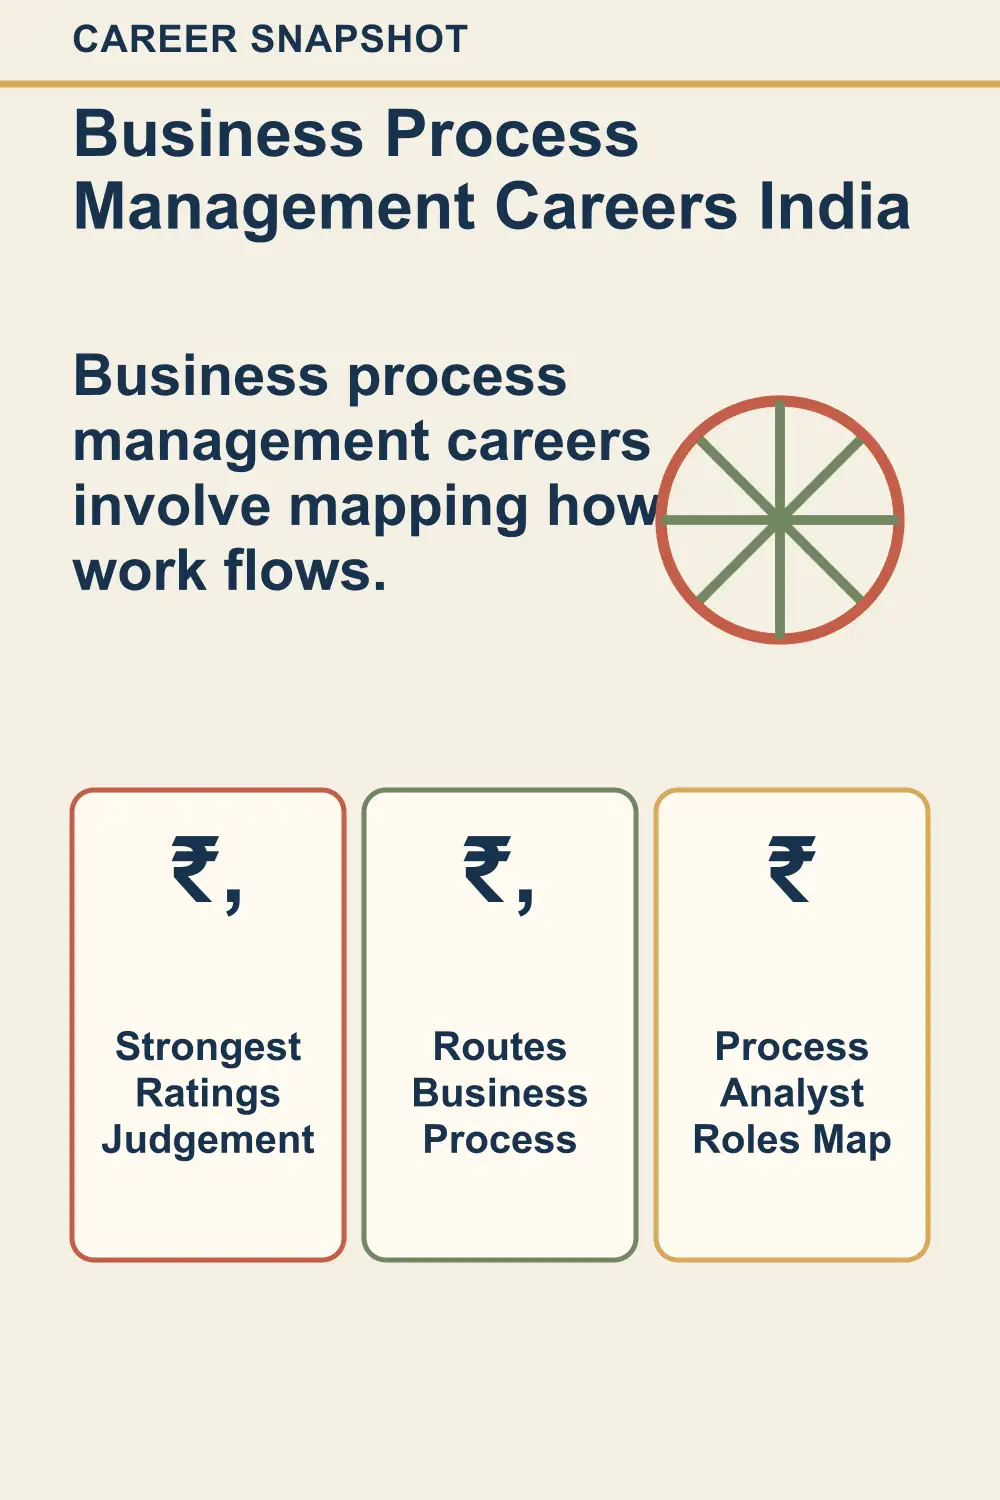 CAREER SNAPSHOT
Business Process
Management Careers India
Business process
management careers
involve mapping how
work flows.
₹,
Strongest
Ratings
Judgement
₹,
Routes
Business
Process
₹
Process
Analyst
Roles Map